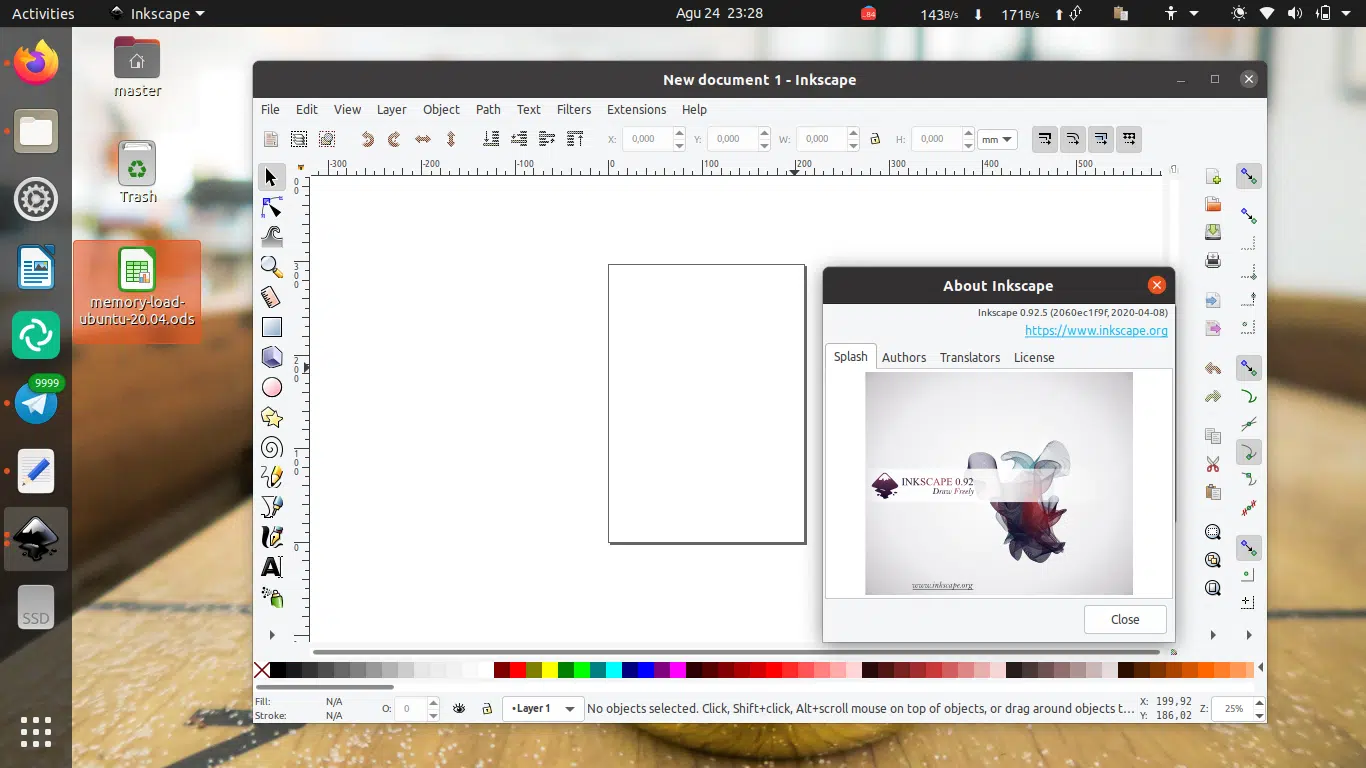 Activities
Inkscape
Agu 24 23:28
84
143B/s
171B/s
master
Trash
memory-load-
ubuntu-20.04.ods
9999
SSD
New document 1 - Inkscape
File Edit View Layer Object Path Text Filters Extensions Help
X: 0,000 Y: 0,000 W: 0,000 H: 0,000 mm
-300 -200 -100 0 100 200 300 400 500
300
200
100
0
About Inkscape
Inkscape 0.92.5 (2060ec1f9f, 2020-04-08)
https://www.inkscape.org
Splash Authors Translators License
INKSCAPE 0.92
Draw Freely
www.inkscape.org
Close
Fill: N/A
Stroke: N/A
O: 0
•Layer 1
No objects selected. Click, Shift+click, Alt+scroll mouse on top of objects, or drag around objects t...
X: 199,92
Y: 186,02
Z: 25%